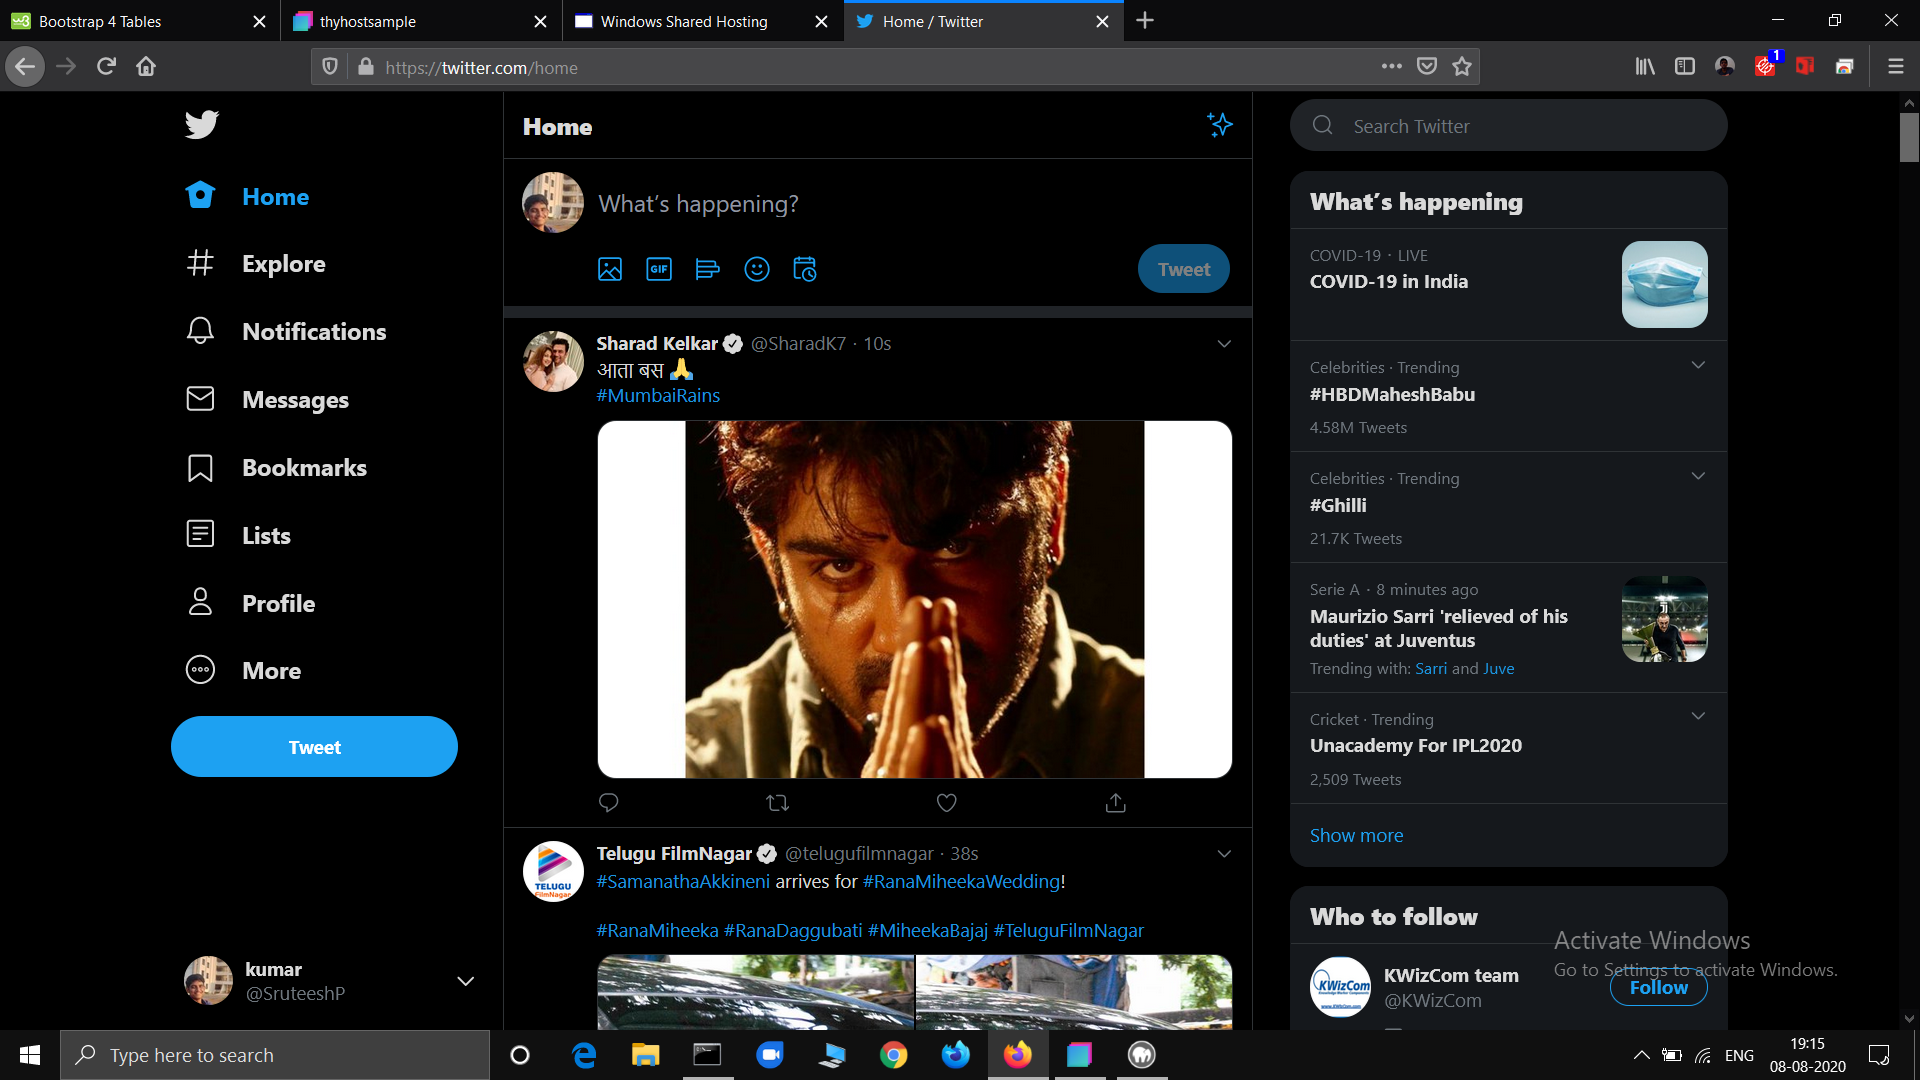 Bootstrap 4 Tables
thyhostsample
Windows Shared Hosting
Home / Twitter
https://twitter.com/home
1
Home
Explore
Notifications
Messages
Bookmarks
Lists
Profile
More
Tweet
kumar
@SruteeshP
Home
What's happening?
GIF
Tweet
Sharad Kelkar @SharadK7 · 10s
आता बस 🙏
#MumbaiRains
Telugu FilmNagar @telugufilmnagar · 38s
TELUGU
FilmNagar
#SamanathaAkkineni arrives for #RanaMiheekaWedding!
#RanaMiheeka #RanaDaggubati #MiheekaBajaj #TeluguFilmNagar
Search Twitter
What's happening
COVID-19 · LIVE
COVID-19 in India
Celebrities · Trending
#HBDMaheshBabu
4.58M Tweets
Celebrities · Trending
#Ghilli
21.7K Tweets
Serie A · 8 minutes ago
Maurizio Sarri 'relieved of his
duties' at Juventus
Trending with: Sarri and Juve
Cricket · Trending
Unacademy For IPL2020
2,509 Tweets
Show more
Who to follow
KWizCom
KWizCom team
@KWizCom
Follow
Activate Windows
Go to Settings to activate Windows.
Type here to search
ENG
19:15
08-08-2020